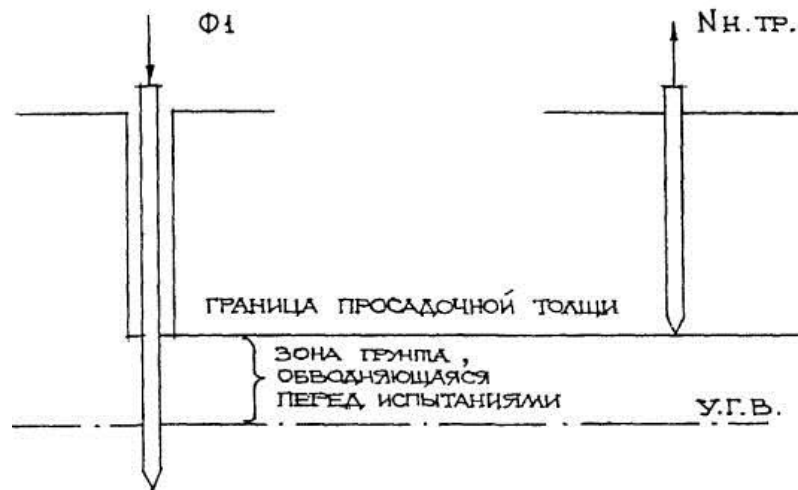 Ф1
Nн.тр.
ГРАНИЦА ПРОСАДОЧНОЙ ТОЛЩИ
ЗОНА ГРУНТА,
ОБВОДНЯЮЩАЯСЯ
ПЕРЕД ИСПЫТАНИЯМИ
У.Г.В.